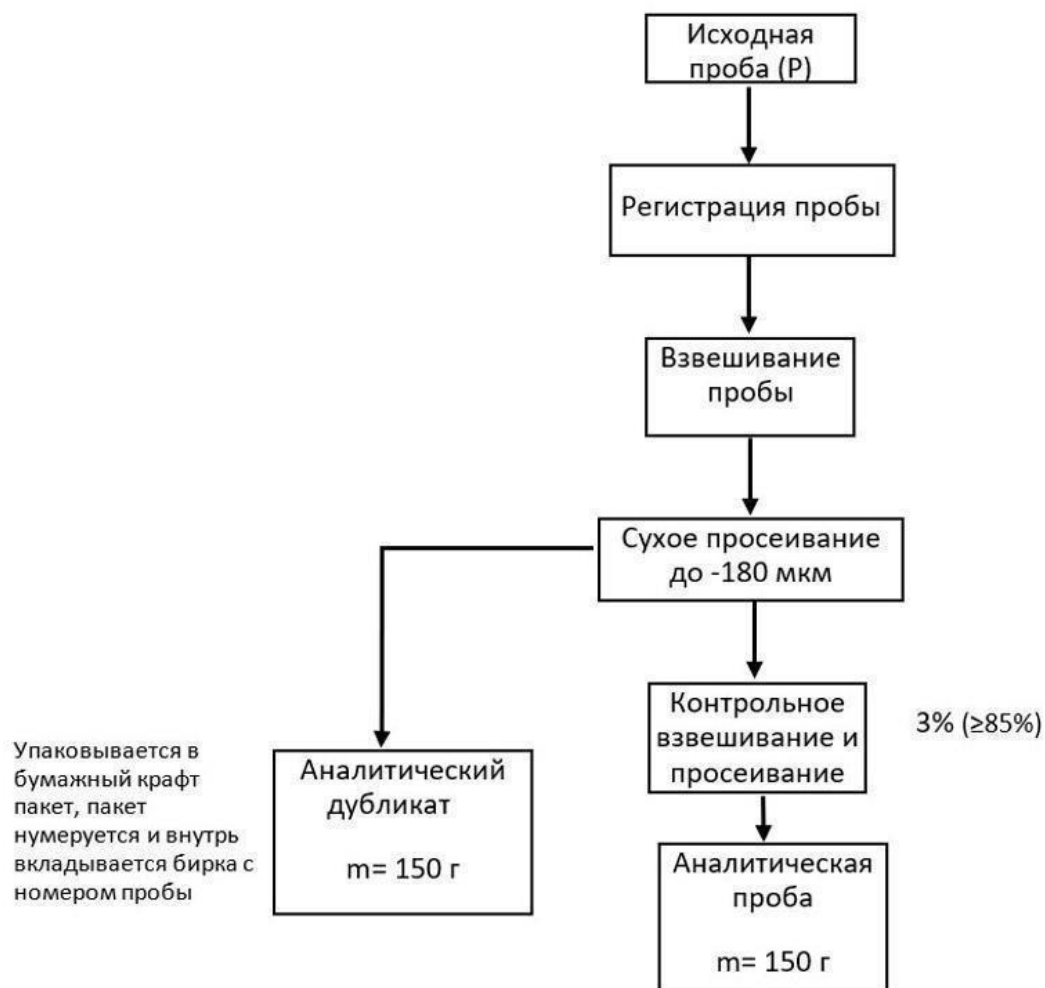 Исходная
проба (Р)
Регистрация пробы
Взвешивание
пробы
Сухое просеивание
до -180 мкм
Контрольное
взвешивание и
просеивание
3% (≥85%)
Упаковывается в
бумажный крафт
пакет, пакет
нумеруется и внутрь
вкладывается бирка с
номером пробы
Аналитический
дубликат
m= 150 г
Аналитическая
проба
m= 150 г